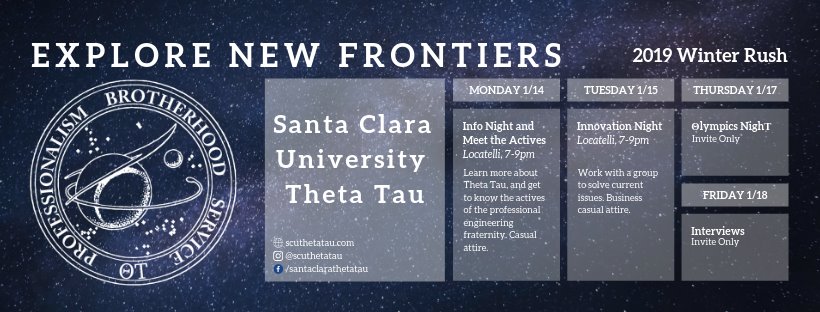 EXPLORE NEW FRONTIERS
2019 Winter Rush
PROFESSIONALISM BROTHERHOOD SERVICE
ΘT
Santa Clara
University
Theta Tau
scuthetatau.com
@scuthetatau
/santaclarathetatau
MONDAY 1/14
Info Night and
Meet the Actives
Locatelli, 7-9pm
Learn more about
Theta Tau, and get
to know the actives
of the professional
engineering
fraternity. Casual
attire.
TUESDAY 1/15
Innovation Night
Locatelli, 7-9pm
Work with a group
to solve current
issues. Business
casual attire.
THURSDAY 1/17
Θlympics NighT
Invite Only
FRIDAY 1/18
Interviews
Invite Only